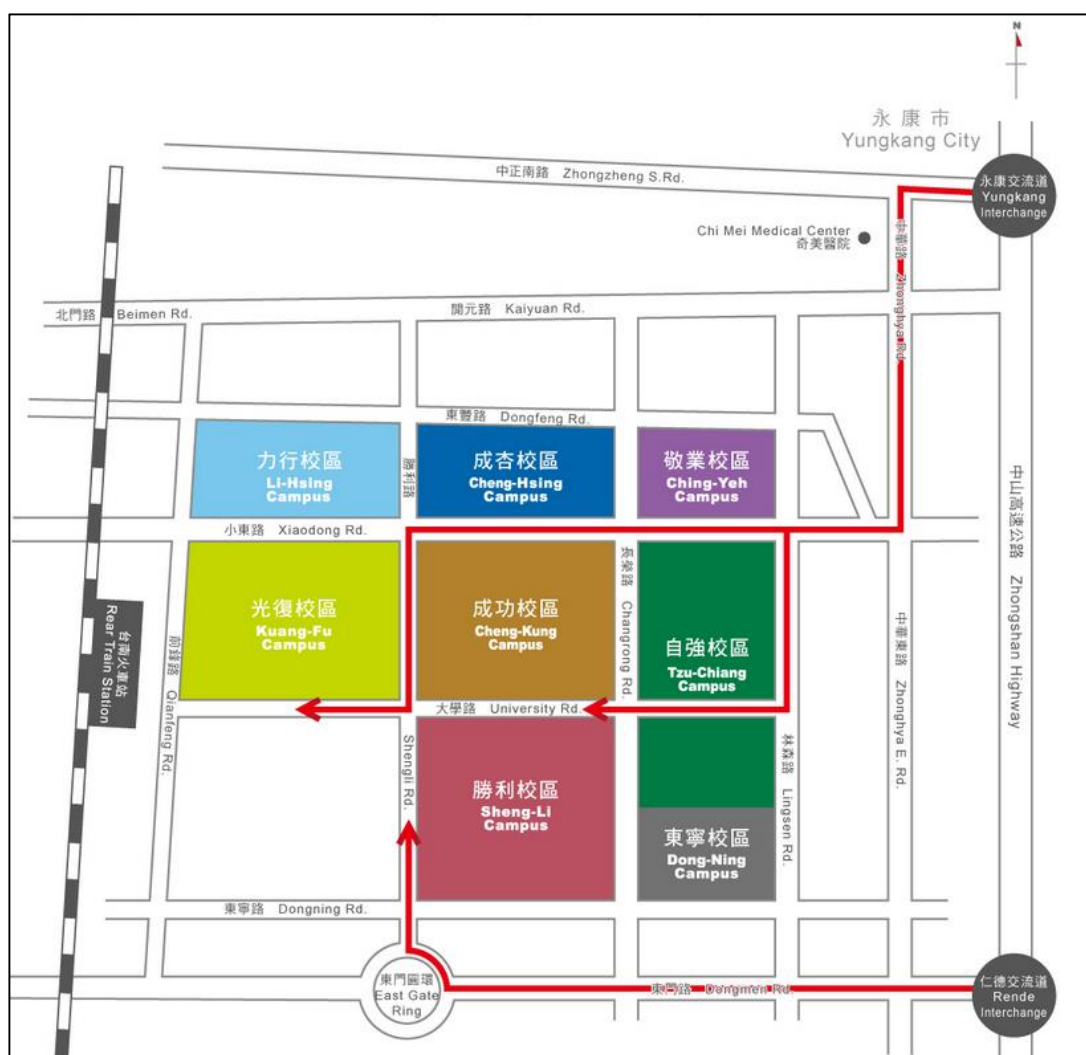 N
永康市
Yungkang City
中正南路 Zhongzheng S.Rd.
永康交流道
Yungkang
Interchange
Chi Mei Medical Center
奇美醫院
中華路 Zhonghya Rd.
北門路 Beimen Rd.
開元路 Kaiyuan Rd.
東豐路 Dongfeng Rd.
力行校區
Li-Hsing
Campus
勝利路
成杏校區
Cheng-Hsing
Campus
敬業校區
Ching-Yeh
Campus
中山高速公路 Zhongshan Highway
小東路 Xiaodong Rd.
台南火車站
Rear Train Station
前鋒路 Qianfeng Rd.
光復校區
Kuang-Fu
Campus
成功校區
Cheng-Kung
Campus
長榮路 Changrong Rd.
自強校區
Tzu-Chiang
Campus
中華東路 Zhonghya E. Rd.
大學路 University Rd.
Shengli Rd.
勝利校區
Sheng-Li
Campus
林森路 Lingsen Rd.
東寧校區
Dong-Ning
Campus
東寧路 Dongning Rd.
東門圓環
East Gate
Ring
東門路 Dongmen Rd.
仁德交流道
Rende
Interchange